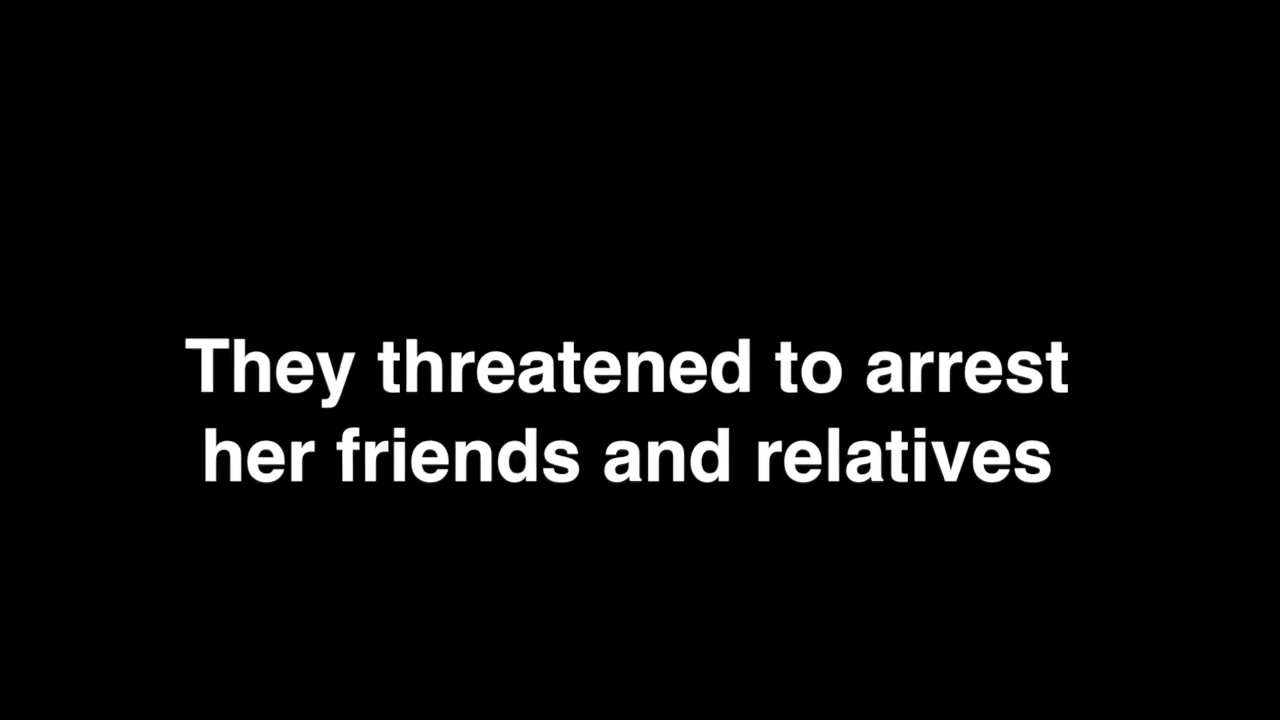 They threatened to arrest
her friends and relatives